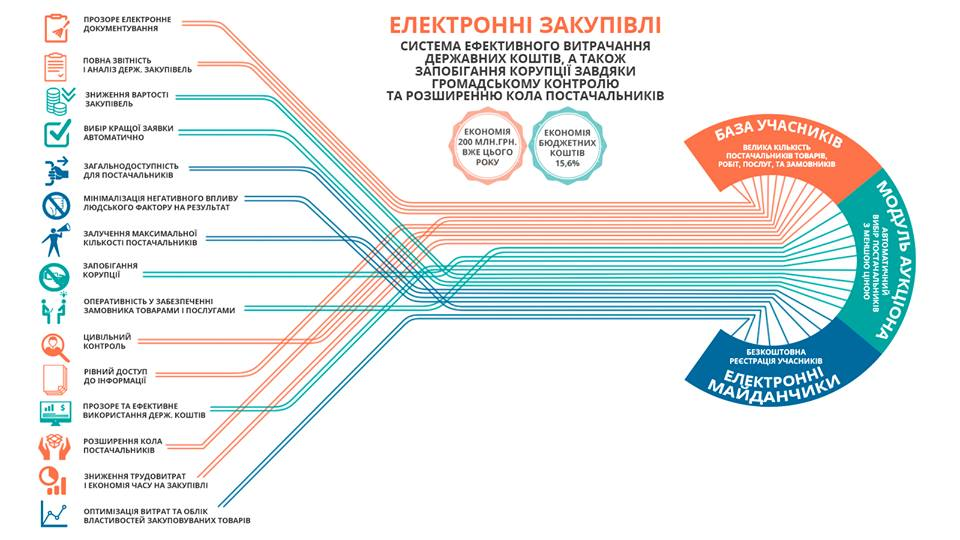 ЕЛЕКТРОННІ ЗАКУПІВЛІ
СИСТЕМА ЕФЕКТИВНОГО ВИТРАЧАННЯ
ДЕРЖАВНИХ КОШТІВ, А ТАКОЖ
ЗАПОБІГАННЯ КОРУПЦІЇ ЗАВДЯКИ
ГРОМАДСЬКОМУ КОНТРОЛЮ
ТА РОЗШИРЕННЮ КОЛА ПОСТАЧАЛЬНИКІВ
ЕКОНОМІЯ
200 МЛН.ГРН.
ВЖЕ ЦЬОГО
РОКУ
ЕКОНОМІЯ
БЮДЖЕТНИХ
КОШТІВ
15,6%
ПРОЗОРЕ ЕЛЕКТРОННЕ
ДОКУМЕНТУВАННЯ
ПОВНА ЗВІТНІСТЬ
І АНАЛІЗ ДЕРЖ. ЗАКУПІВЕЛЬ
ЗНИЖЕННЯ ВАРТОСТІ
ЗАКУПІВЕЛЬ
ВИБІР КРАЩОЇ ЗАЯВКИ
АВТОМАТИЧНО
ЗАГАЛЬНОДОСТУПНІСТЬ
ДЛЯ ПОСТАЧАЛЬНИКІВ
МІНІМАЛІЗАЦІЯ НЕГАТИВНОГО ВПЛИВУ
ЛЮДСЬКОГО ФАКТОРУ НА РЕЗУЛЬТАТ
ЗАЛУЧЕННЯ МАКСИМАЛЬНОЇ
КІЛЬКОСТІ ПОСТАЧАЛЬНИКІВ
ЗАПОБІГАННЯ
КОРУПЦІЇ
ОПЕРАТИВНІСТЬ У ЗАБЕЗПЕЧЕННІ
ЗАМОВНИКА ТОВАРАМИ І ПОСЛУГАМИ
ЦИВІЛЬНИЙ
КОНТРОЛЬ
РІВНИЙ ДОСТУП
ДО ІНФОРМАЦІЇ
ПРОЗОРЕ ТА ЕФЕКТИВНЕ
ВИКОРИСТАННЯ ДЕРЖ. КОШТІВ
РОЗШИРЕННЯ КОЛА
ПОСТАЧАЛЬНИКІВ
ЗНИЖЕННЯ ТРУДОВИТРАТ
І ЕКОНОМІЯ ЧАСУ НА ЗАКУПІВЛІ
ОПТИМІЗАЦІЯ ВИТРАТ ТА ОБЛІК
ВЛАСТИВОСТЕЙ ЗАКУПОВУВАНИХ ТОВАРІВ
БАЗА УЧАСНИКІВ
ВЕЛИКА КІЛЬКІСТЬ
ПОСТАЧАЛЬНИКІВ ТОВАРІВ,
РОБІТ, ПОСЛУГ, ТА ЗАМОВНИКІВ
МОДУЛЬ АУКЦІОНА
АВТОМАТИЧНИЙ
ВИБІР ПОСТАЧАЛЬНИКІВ
З МЕНШОЮ ЦІНОЮ
БЕЗКОШТОВНА
РЕЄСТРАЦІЯ УЧАСНИКІВ
ЕЛЕКТРОННІ
МАЙДАНЧИКИ